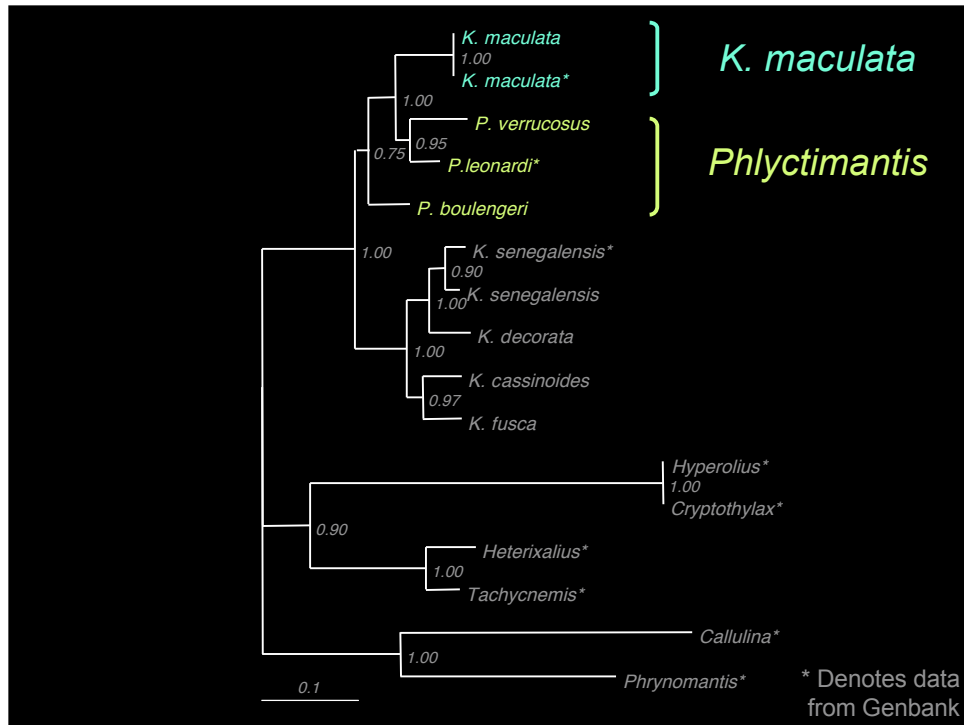 K. maculata
1.00
K. maculata*
K. maculata
1.00
P. verrucosus
0.95
0.75
P.leonardi*
Phlyctimantis
P. boulengeri
1.00
K. senegalensis*
0.90
K. senegalensis
1.00
K. decorata
1.00
K. cassinoides
0.97
K. fusca
Hyperolius*
1.00
Cryptothylax*
0.90
Heterixalius*
1.00
Tachycnemis*
Callulina*
1.00
Phrynomantis*
0.1
* Denotes data
from Genbank